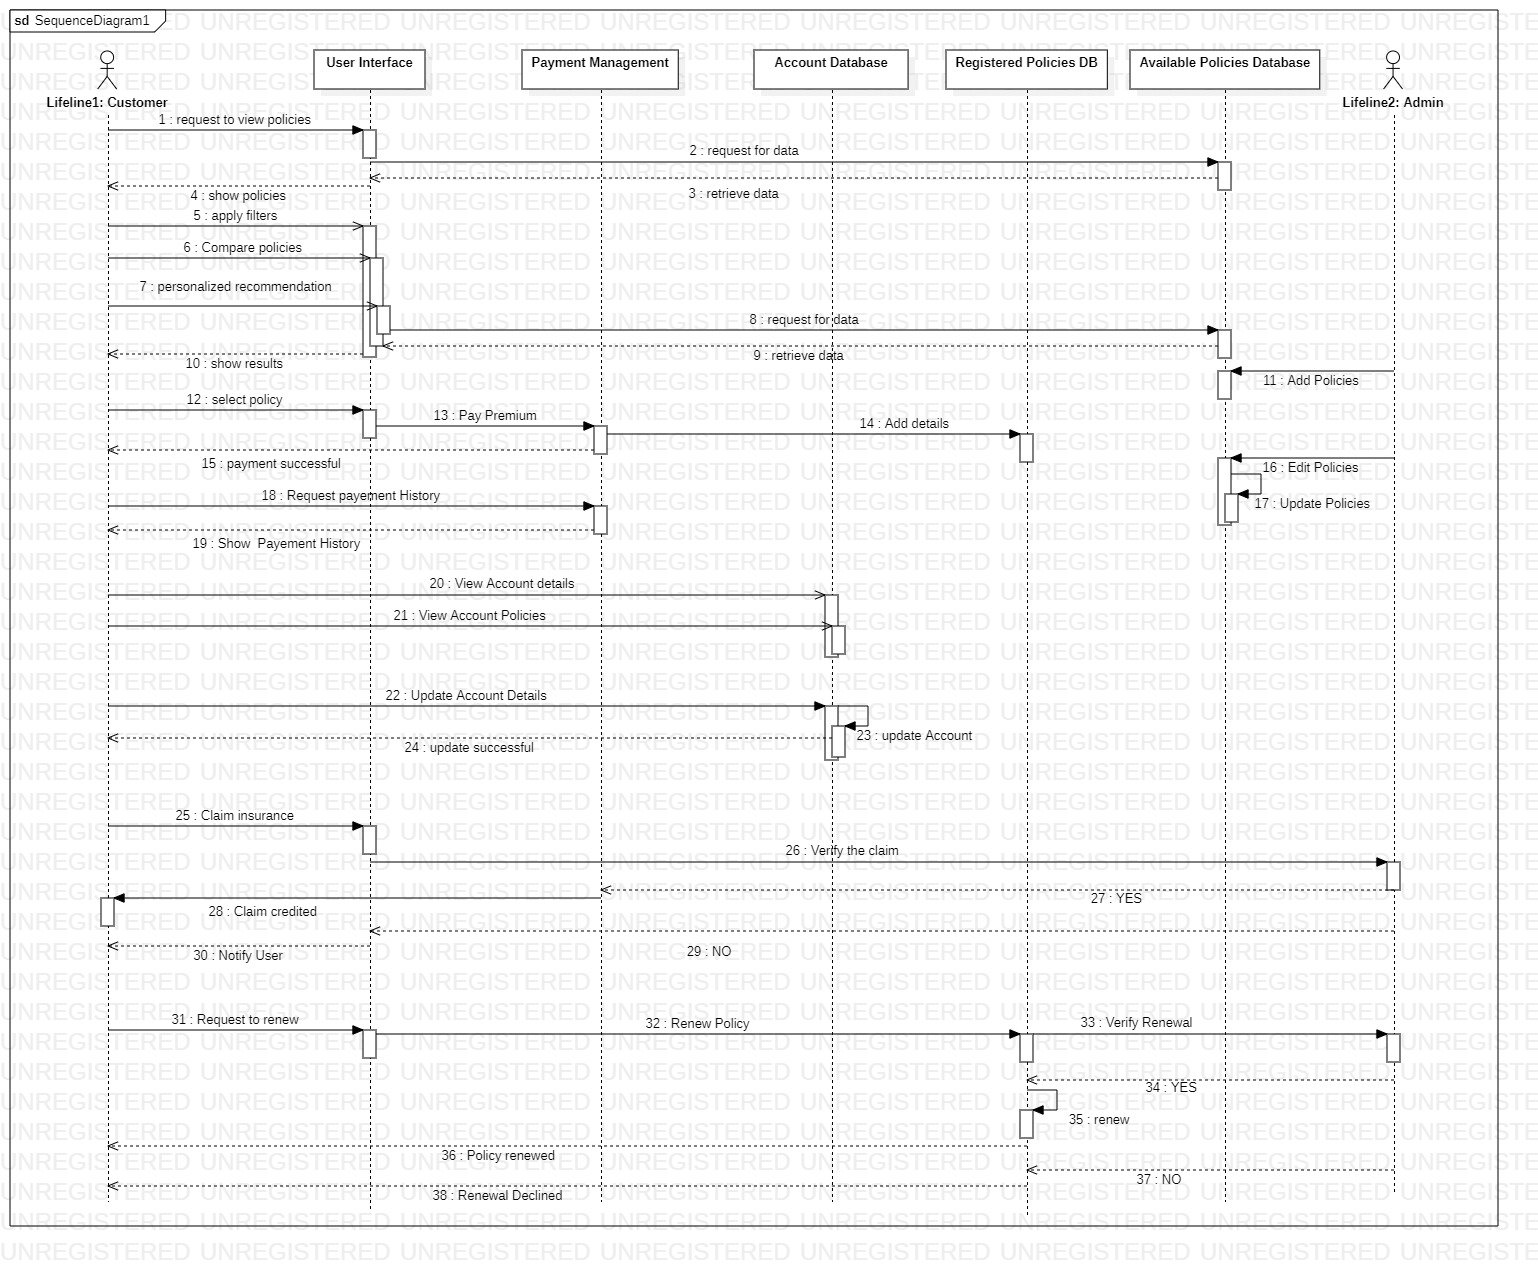 sd SequenceDiagram1
Lifeline1: Customer
User Interface
Payment Management
Account Database
Registered Policies DB
Available Policies Database
Lifeline2: Admin
1 : request to view policies
2 : request for data
3 : retrieve data
4 : show policies
5 : apply filters
6 : Compare policies
7 : personalized recommendation
8 : request for data
9 : retrieve data
10 : show results
11 : Add Policies
12 : select policy
13 : Pay Premium
14 : Add details
15 : payment successful
16 : Edit Policies
17 : Update Policies
18 : Request payement History
19 : Show  Payement History
20 : View Account details
21 : View Account Policies
22 : Update Account Details
23 : update Account
24 : update successful
25 : Claim insurance
26 : Verify the claim
27 : YES
28 : Claim credited
29 : NO
30 : Notify User
31 : Request to renew
32 : Renew Policy
33 : Verify Renewal
34 : YES
35 : renew
36 : Policy renewed
37 : NO
38 : Renewal Declined
UNREGISTERED